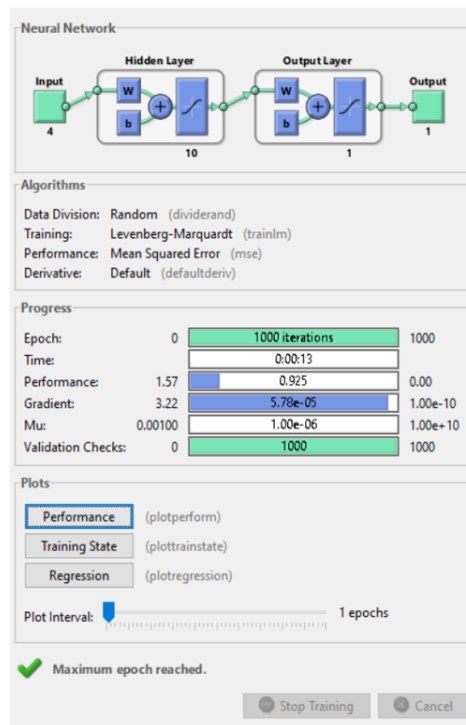 Neural Network
Hidden Layer Output Layer
Input Output
W W
b b
4 1
10 1
Algorithms
Data Division: Random (dividerand)
Training: Levenberg-Marquardt (trainlm)
Performance: Mean Squared Error (mse)
Derivative: Default (defaultderiv)
Progress
Epoch: 0 1000 iterations 1000
Time: 0:00:13
Performance: 1.57 0.925 0.00
Gradient: 3.22 5.78e-05 1.00e-10
Mu: 0.00100 1.00e-06 1.00e+10
Validation Checks: 0 1000 1000
Plots
Performance (plotperform)
Training State (plottrainstate)
Regression (plotregression)
Plot Interval: 1 epochs
Maximum epoch reached.
Stop Training Cancel